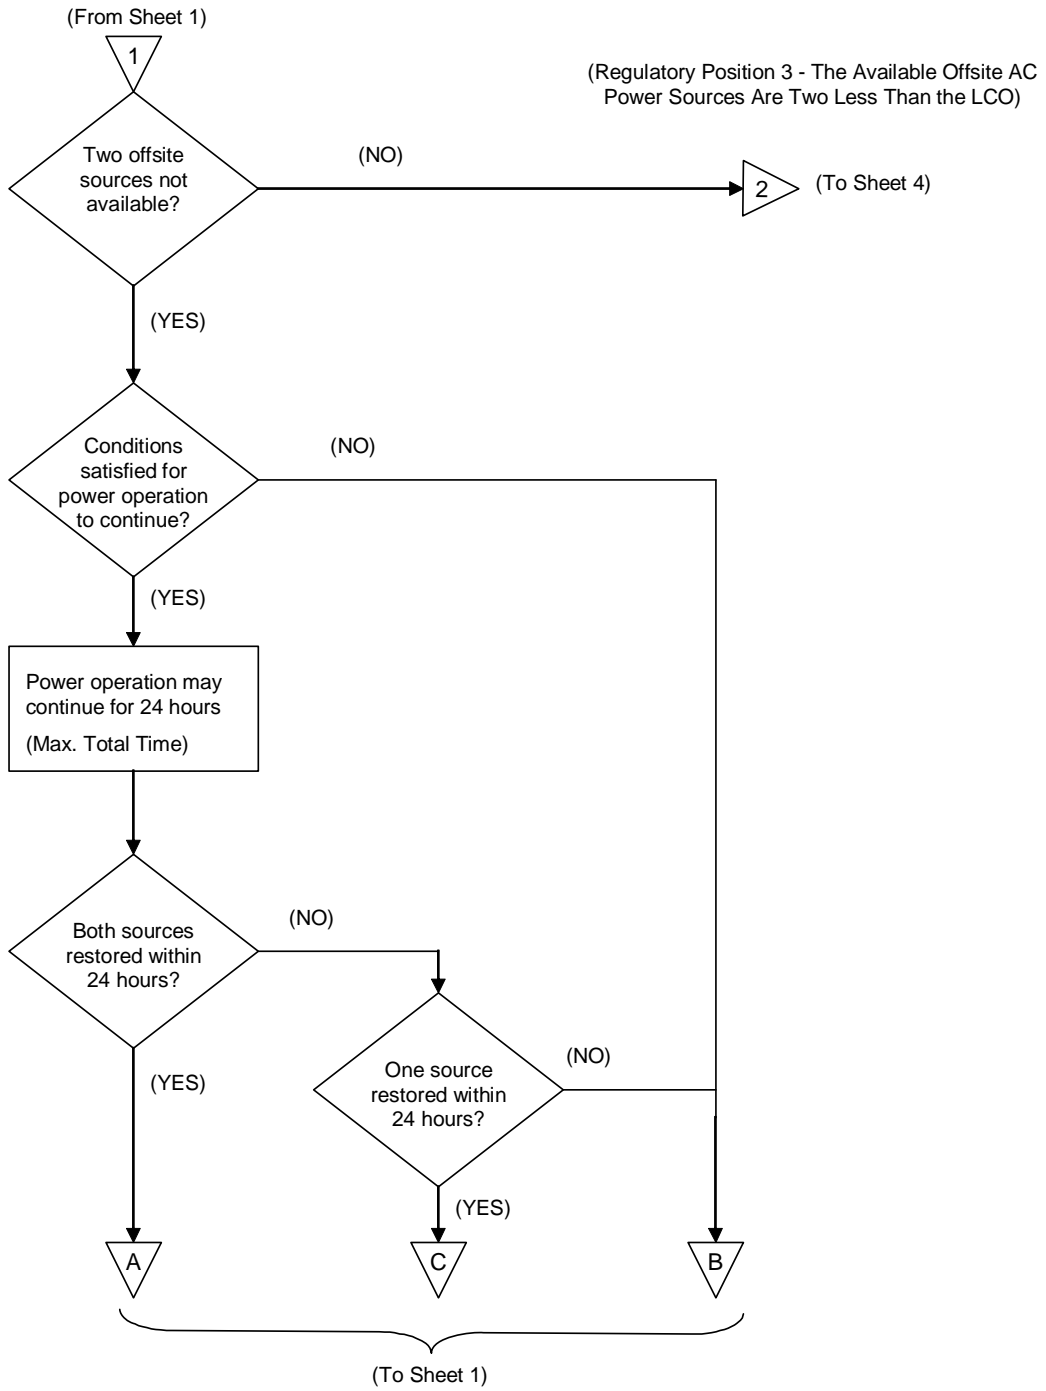 (From Sheet 1)
1
(Regulatory Position 3 - The Available Offsite AC
Power Sources Are Two Less Than the LCO)
Two offsite
sources not
available?
(NO)
2
(To Sheet 4)
(YES)
Conditions
satisfied for
power operation
to continue?
(NO)
(YES)
Power operation may
continue for 24 hours
(Max. Total Time)
Both sources
restored within
24 hours?
(NO)
(YES)
One source
restored within
24 hours?
(NO)
(YES)
A
C
B
(To Sheet 1)